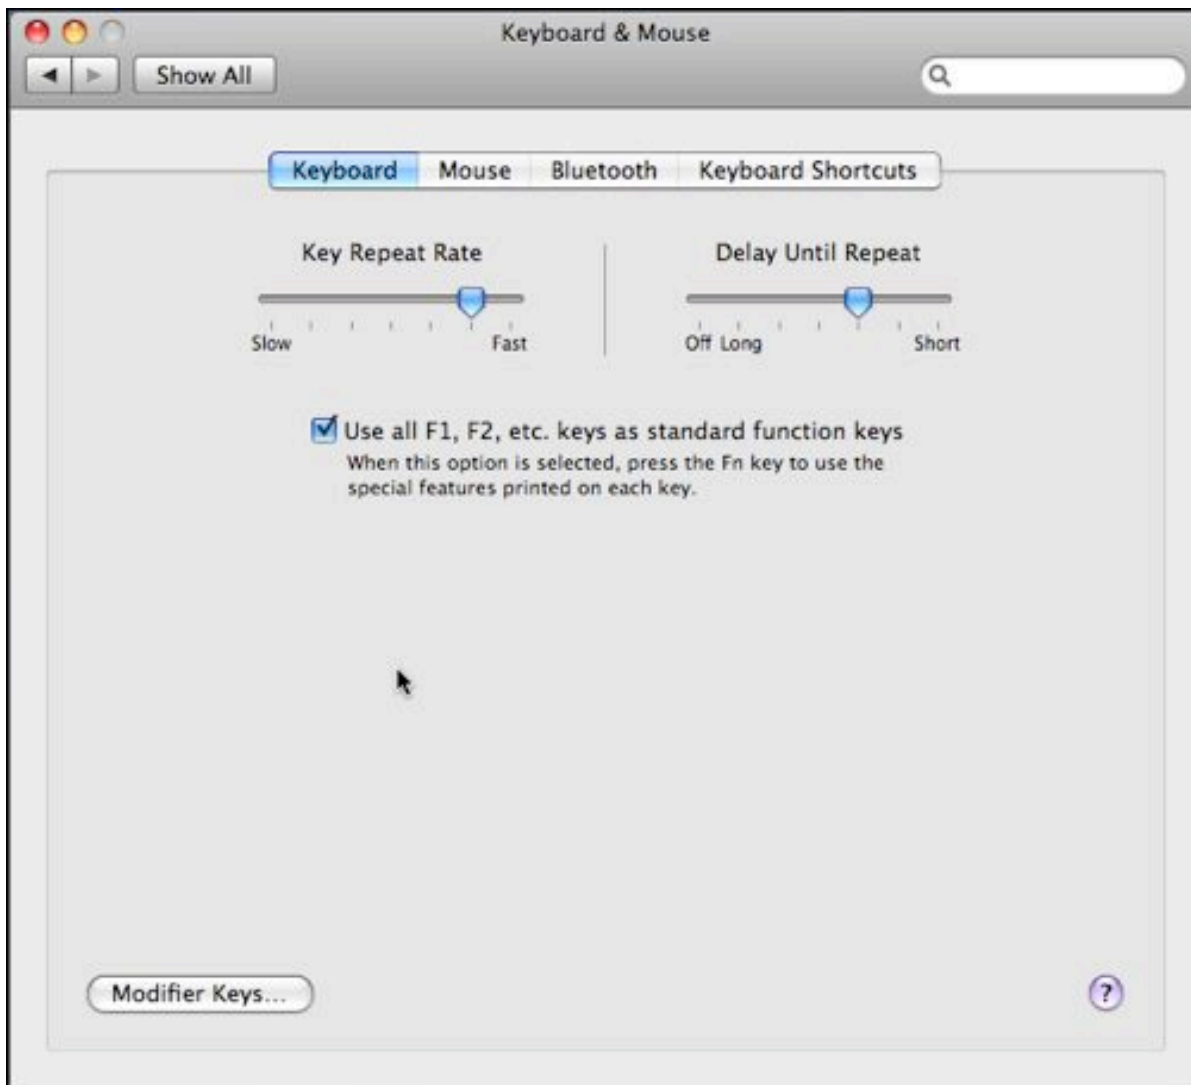 Keyboard & Mouse
Show All
Keyboard Mouse Bluetooth Keyboard Shortcuts
Key Repeat Rate Delay Until Repeat
Slow Fast Off Long Short
Use all F1, F2, etc. keys as standard function keys
When this option is selected, press the Fn key to use the
special features printed on each key.
Modifier Keys... ?